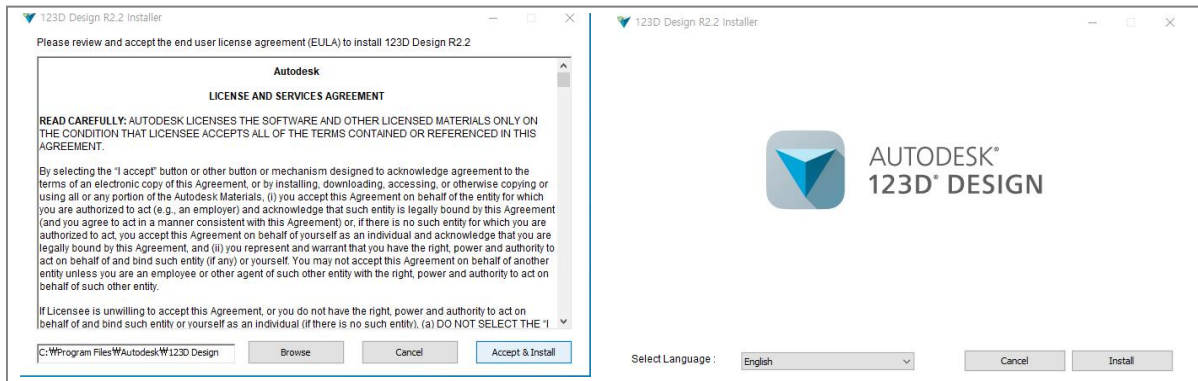 123D Design R2.2 Installer
Please review and accept the end user license agreement (EULA) to install 123D Design R2.2
Autodesk
LICENSE AND SERVICES AGREEMENT
READ CAREFULLY: AUTODESK LICENSES THE SOFTWARE AND OTHER LICENSED MATERIALS ONLY ON
THE CONDITION THAT LICENSEE ACCEPTS ALL OF THE TERMS CONTAINED OR REFERENCED IN THIS
AGREEMENT.
By selecting the "I accept" button or other button or mechanism designed to acknowledge agreement to the
terms of an electronic copy of this Agreement, or by installing, downloading, accessing, or otherwise copying or
using all or any portion of the Autodesk Materials, (i) you accept this Agreement on behalf of the entity for which
you are authorized to act (e.g., an employer) and acknowledge that such entity is legally bound by this Agreement
(and you agree to act in a manner consistent with this Agreement) or, if there is no such entity for which you are
authorized to act, you accept this Agreement on behalf of yourself as an individual and acknowledge that you are
legally bound by this Agreement, and (ii) you represent and warrant that you have the right, power and authority to
act on behalf of and bind such entity (if any) or yourself. You may not accept this Agreement on behalf of another
entity unless you are an employee or other agent of such other entity with the right, power and authority to act on
behalf of such other entity.
If Licensee is unwilling to accept this Agreement, or you do not have the right, power and authority to act on
behalf of and bind such entity or yourself as an individual (if there is no such entity), (a) DO NOT SELECT THE "I
C:₩Program Files₩Autodesk₩123D Design
Browse
Cancel
Accept & Install
123D Design R2.2 Installer
AUTODESK®
123D® DESIGN
Select Language :
English
Cancel
Install